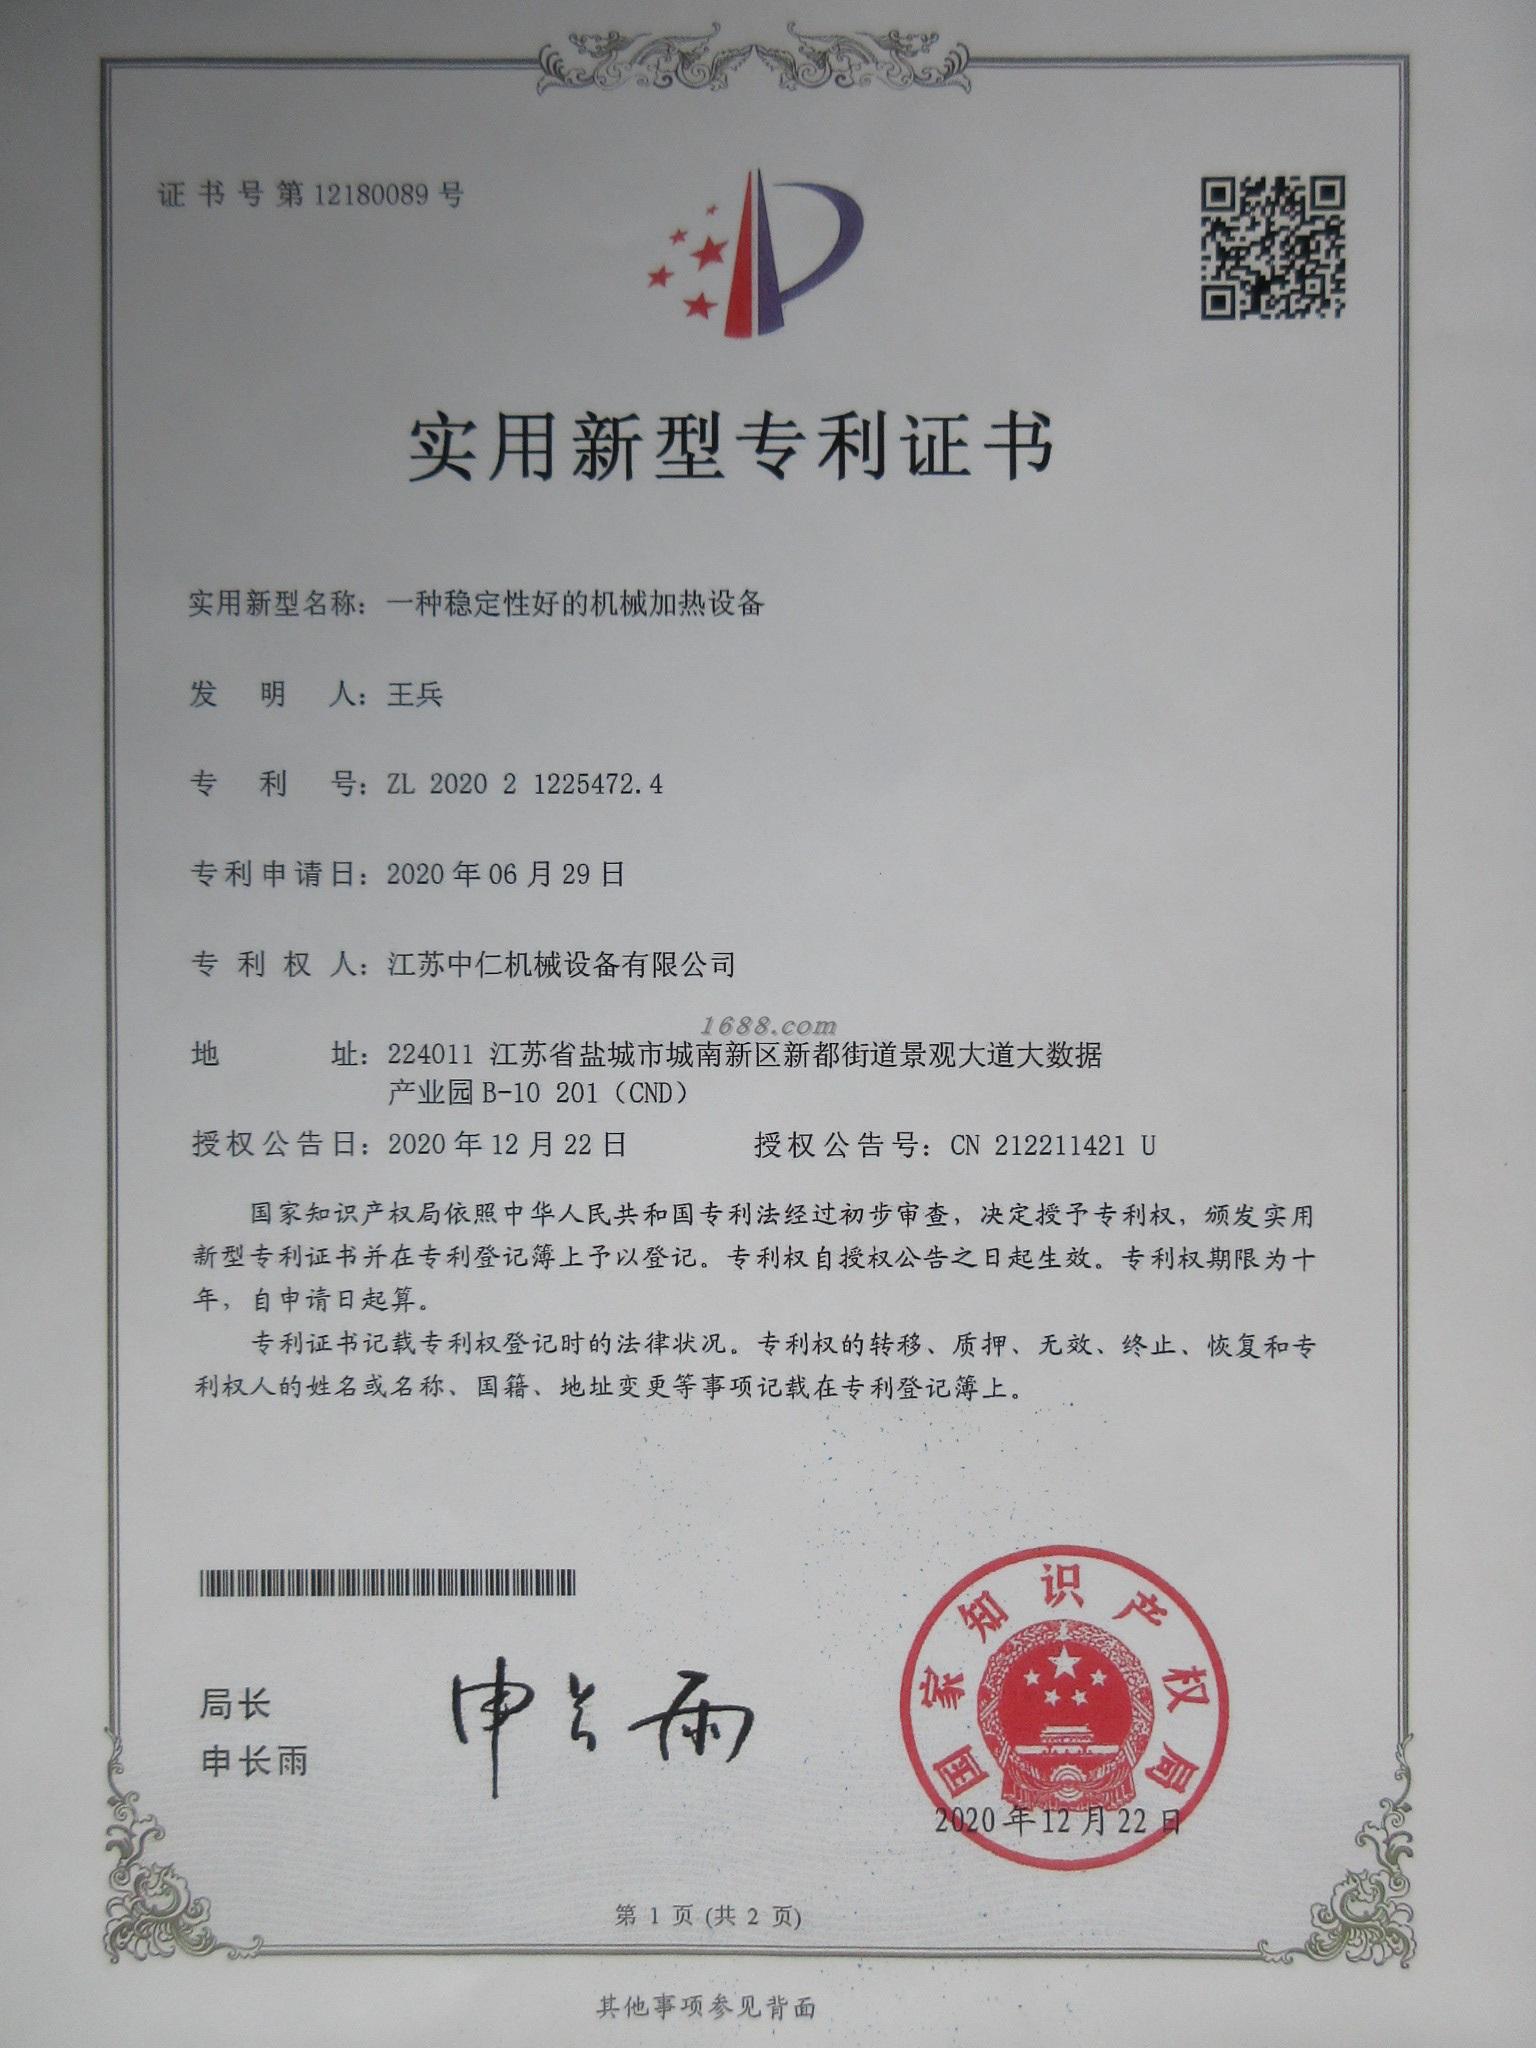 证书号第12180089号
实用新型专利证书
实用新型名称：一种稳定性好的机械加热设备
发明人：王兵
专利号：ZL 2020 2 1225472.4
专利申请日：2020年06月29日
专利权人：江苏中仁机械设备有限公司
1688.com
地址：224011 江苏省盐城市城南新区新都街道景观大道大数据
产业园B-10 201（CND）
授权公告日：2020年12月22日 授权公告号：CN 212211421 U
国家知识产权局依照中华人民共和国专利法经过初步审查，决定授予专利权，颁发实用
新型专利证书并在专利登记簿上予以登记。专利权自授权公告之日起生效。专利权期限为十
年，自申请日起算。
专利证书记载专利权登记时的法律状况。专利权的转移、质押、无效、终止、恢复和专
利权人的姓名或名称、国籍、地址变更等事项记载在专利登记簿上。
局长
申长雨
申长雨
国家知识产权局
2020年12月22日
第 1 页 (共 2 页)
其他事项参见背面